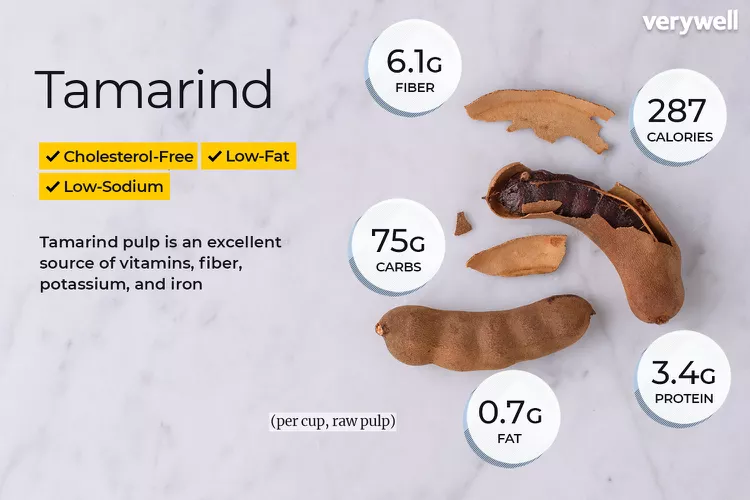 verywell
Tamarind
Cholesterol-Free
Low-Fat
Low-Sodium
Tamarind pulp is an excellent
source of vitamins, fiber,
potassium, and iron
6.1G
FIBER
287
CALORIES
75G
CARBS
3.4G
PROTEIN
0.7G
FAT
(per cup, raw pulp)